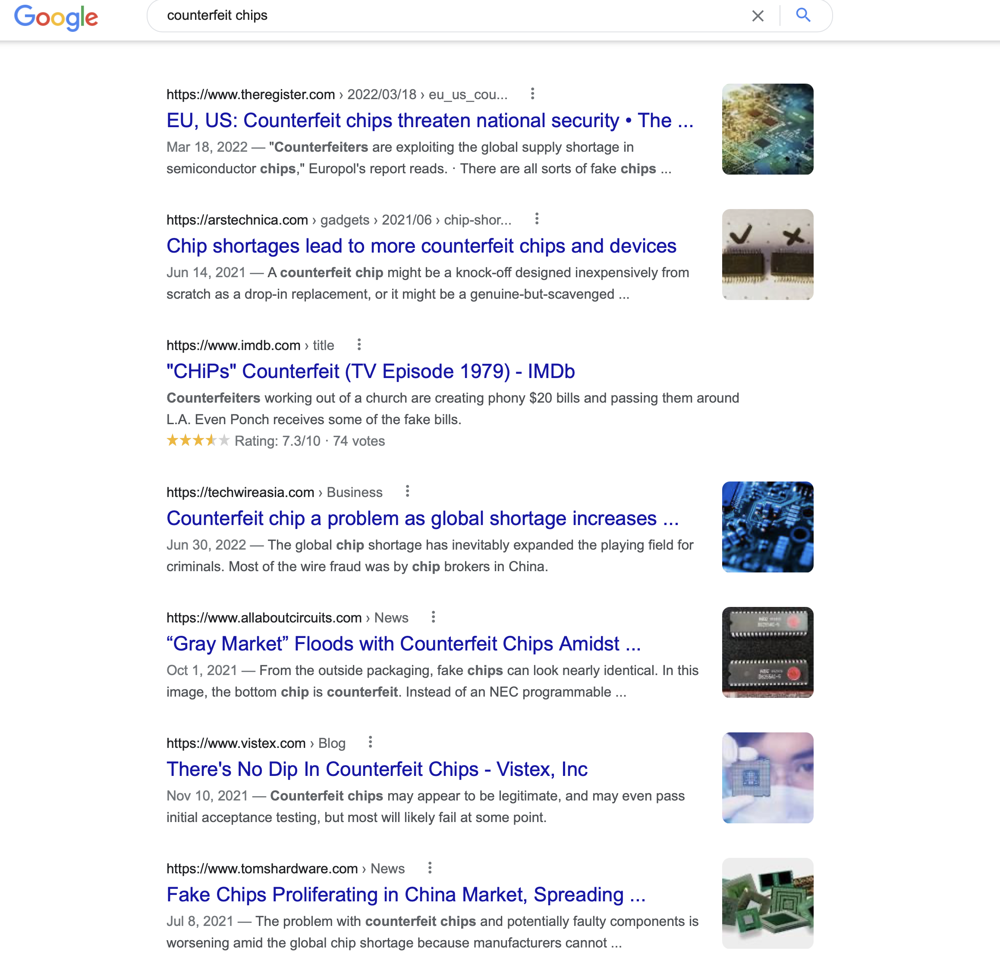 Google
counterfeit chips
https://www.theregister.com › 2022/03/18 › eu_us_cou...
EU, US: Counterfeit chips threaten national security • The ...
Mar 18, 2022 — "Counterfeiters are exploiting the global supply shortage in
semiconductor chips," Europol's report reads. · There are all sorts of fake chips ...
https://arstechnica.com › gadgets › 2021/06 › chip-shor...
Chip shortages lead to more counterfeit chips and devices
Jun 14, 2021 — A counterfeit chip might be a knock-off designed inexpensively from
scratch as a drop-in replacement, or it might be a genuine-but-scavenged ...
https://www.imdb.com › title
"CHiPs" Counterfeit (TV Episode 1979) - IMDb
Counterfeiters working out of a church are creating phony $20 bills and passing them around
L.A. Even Ponch receives some of the fake bills.
Rating: 7.3/10 · 74 votes
https://techwireasia.com › Business
Counterfeit chip a problem as global shortage increases ...
Jun 30, 2022 — The global chip shortage has inevitably expanded the playing field for
criminals. Most of the wire fraud was by chip brokers in China.
https://www.allaboutcircuits.com › News
“Gray Market” Floods with Counterfeit Chips Amidst ...
Oct 1, 2021 — From the outside packaging, fake chips can look nearly identical. In this
image, the bottom chip is counterfeit. Instead of an NEC programmable ...
https://www.vistex.com › Blog
There's No Dip In Counterfeit Chips - Vistex, Inc
Nov 10, 2021 — Counterfeit chips may appear to be legitimate, and may even pass
initial acceptance testing, but most will likely fail at some point.
https://www.tomshardware.com › News
Fake Chips Proliferating in China Market, Spreading ...
Jul 8, 2021 — The problem with counterfeit chips and potentially faulty components is
worsening amid the global chip shortage because manufacturers cannot ...